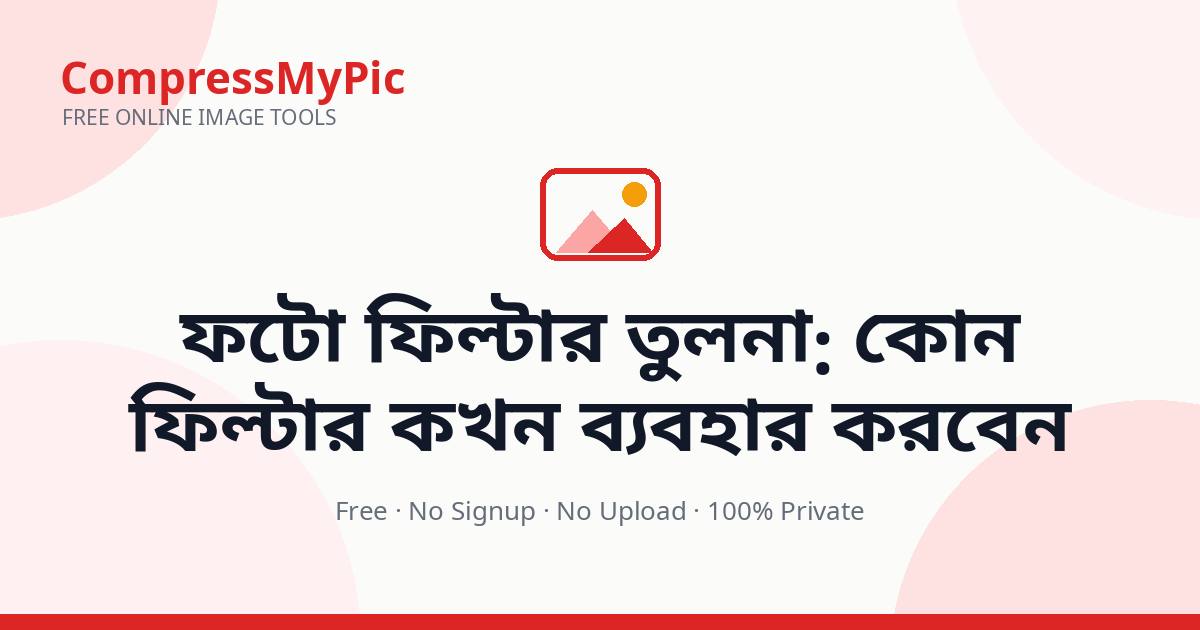 CompressMyPic
FREE ONLINE IMAGE TOOLS
ফটো ফিল্টার তুলনা: কোন
ফিল্টার কখন ব্যবহার করবেন
Free · No Signup · No Upload · 100% Private